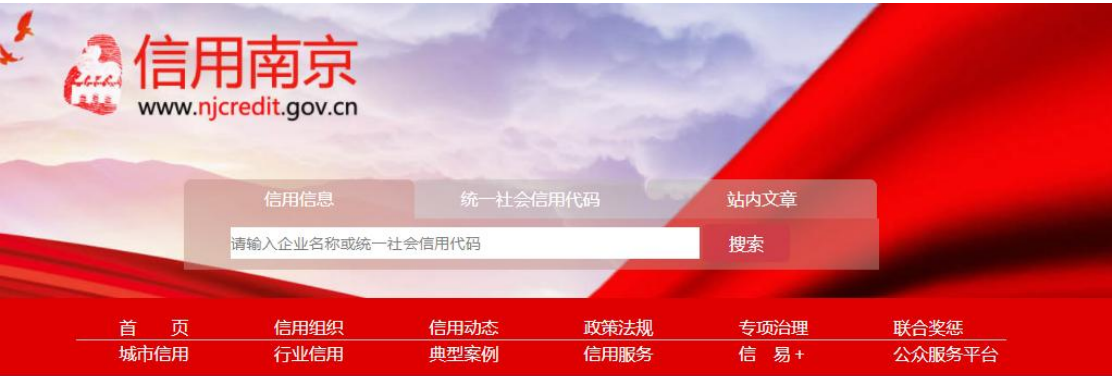 信用南京
www.njcredit.gov.cn
信用信息 统一社会信用代码 站内文章
请输入企业名称或统一社会信用代码 搜索
首 页 信用组织 信用动态 政策法规 专项治理 联合奖惩
城市信用 行业信用 典型案例 信用服务 信 易+ 公众服务平台